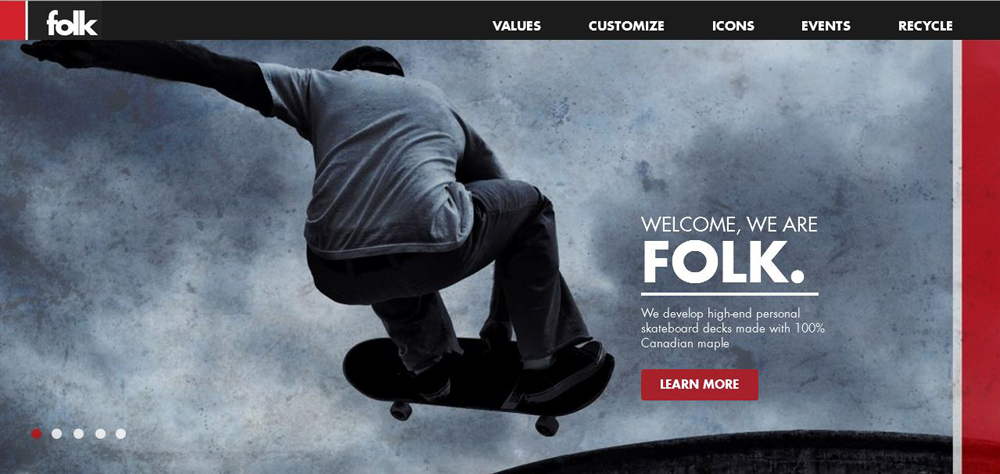 folk
VALUES
CUSTOMIZE
ICONS
EVENTS
RECYCLE
WELCOME, WE ARE
FOLK.
We develop high-end personal
skateboard decks made with 100%
Canadian maple
LEARN MORE